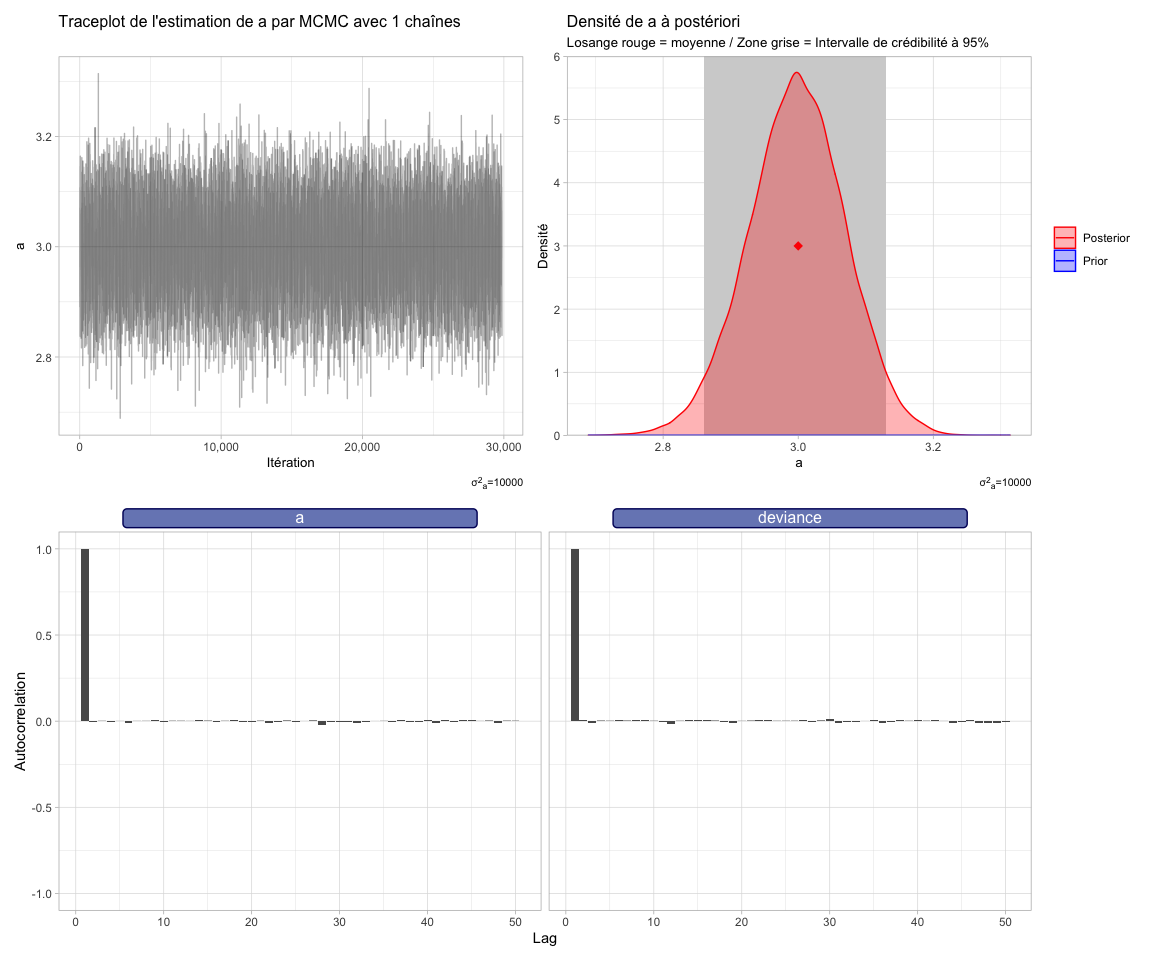 Traceplot de l'estimation de a par MCMC avec 1 chaînes
a
3.2
3.0
2.8
0
10,000
20,000
30,000
Itération
σ²ₐ=10000
Densité de a à postériori
Losange rouge = moyenne / Zone grise = Intervalle de crédibilité à 95%
Densité
6
5
4
3
2
1
0
2.8
3.0
3.2
a
σ²ₐ=10000
Posterior
Prior
a
deviance
Autocorrelation
1.0
0.5
0.0
-0.5
-1.0
0
10
20
30
40
50
0
10
20
30
40
50
Lag